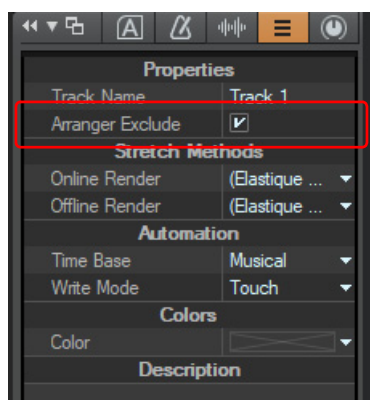 A
Properties
Track Name Track 1
Arranger Exclude
Stretch Methods
Online Render (Elastique ...
Offline Render (Elastique ...
Automation
Time Base Musical
Write Mode Touch
Colors
Color
Description